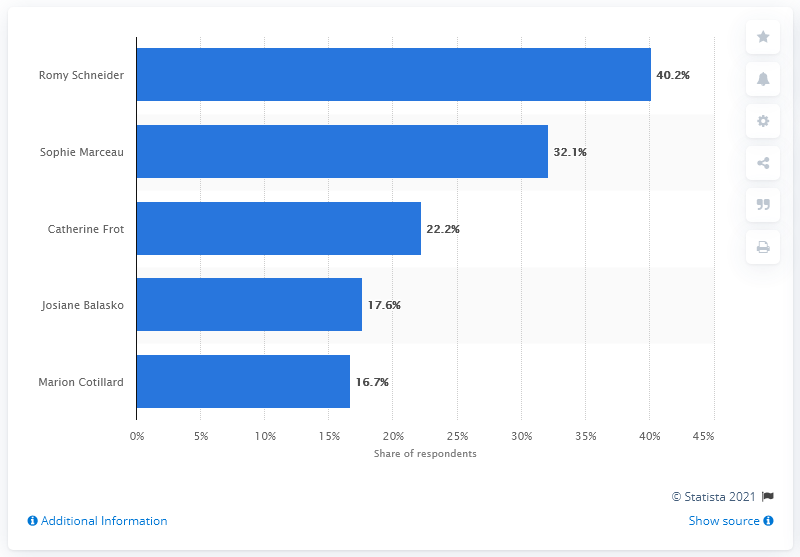 Romy Schneider 40.2%
Sophie Marceau 32.1%
Catherine Frot 22.2%
Josiane Balasko 17.6%
Marion Cotillard 16.7%
0% 5% 10% 15% 20% 25% 30% 35% 40% 45%
Share of respondents
© Statista 2021
Additional Information Show source